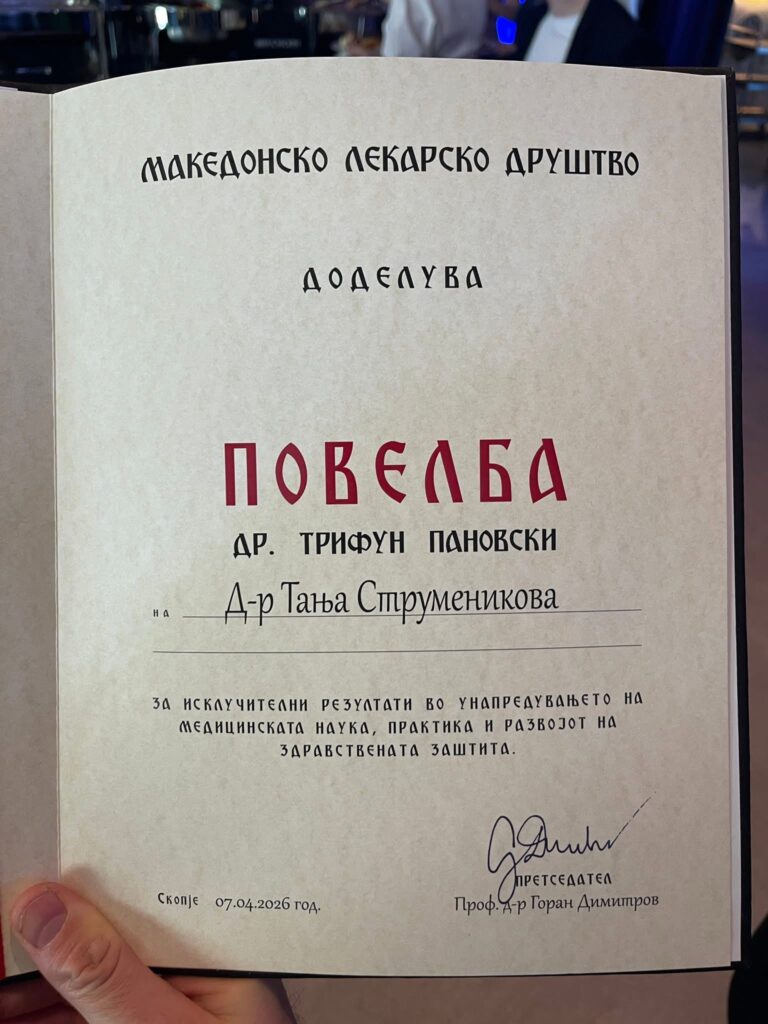 МАКЕДОНСКО ЛЕКАРСКО ДРУШТВО
ДОДЕЛУВА
ПОВЕЛБА
ДР. ТРИФУН ПАНОВСКИ
на Д-р Тања Струменикова
ЗА ИСКЛУЧИТЕЛНИ РЕЗУЛТАТИ ВО УНАПРЕДУВАЊЕТО НА
МЕДИЦИНСКАТА НАУКА, ПРАКТИКА И РАЗВОЈОТ НА
ЗДРАВСТВЕНАТА ЗАШТИТА.
ПРЕТСЕДАТЕЛ
Скопје 07.04.2026 год.
Проф. д-р Горан Димитров